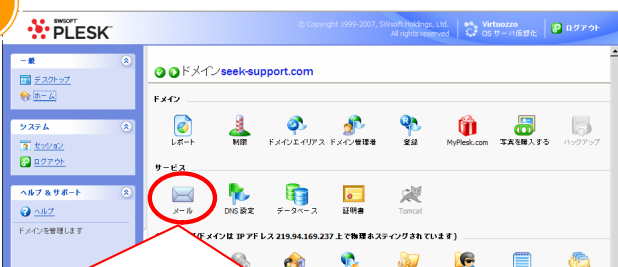 SWSOFT
PLESK™
© Copyright 1999-2007, SWsoft Holdings, Ltd.
All rights reserved
Virtuozzo
OS サーバ仮想化
ログアウト
一般
デスクトップ
ホーム
システム
セッション
ログアウト
ヘルプ & サポート
ヘルプ
ドメインを管理します
ドメイン seek-support.com
ドメイン
レポート
制限
ドメインエイリアス
ドメイン管理者
登録
MyPlesk.com
写真を購入する
バックアップ
サービス
メール
DNS 設定
データベース
証明書
Tomcat
ドメインは IP アドレス 219.94.169.237 上で物理ホスティングされています)